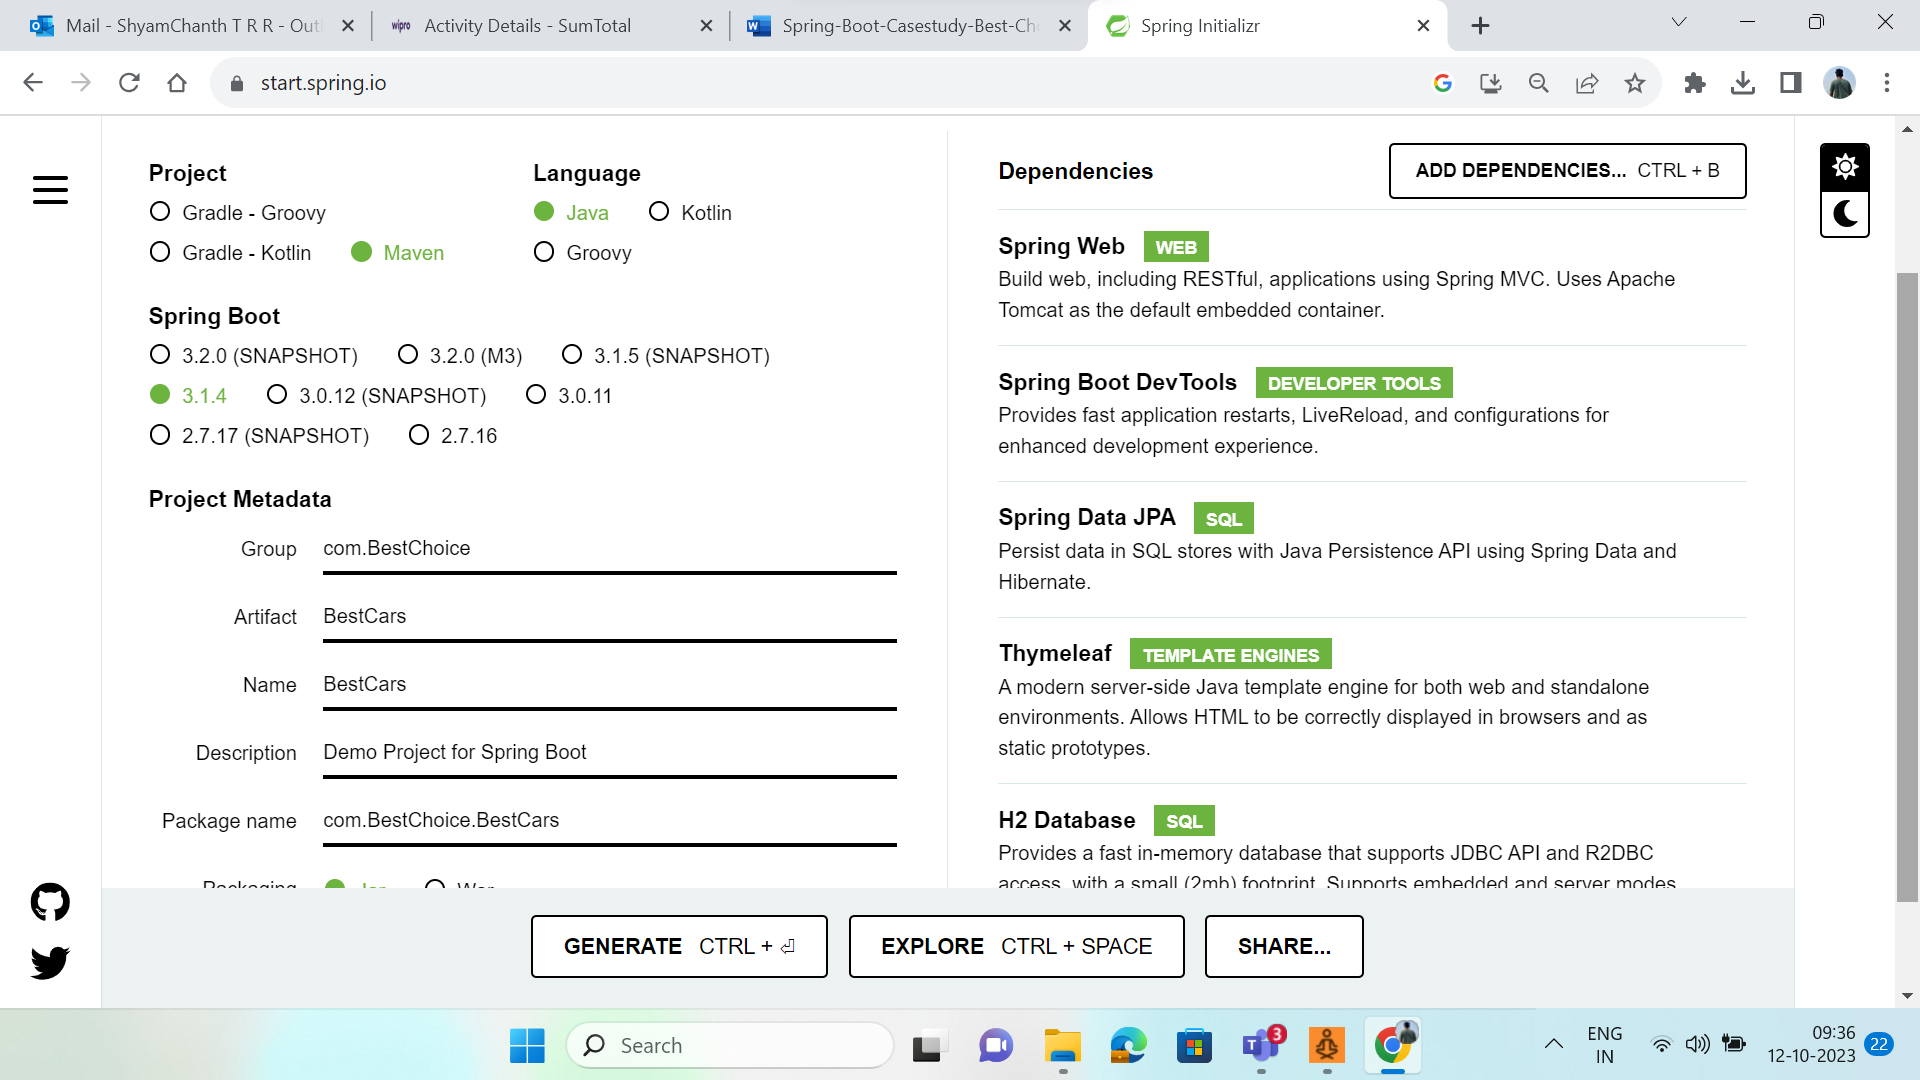 Mail - ShyamChanth T R R - Outl
wipro Activity Details - SumTotal
Spring-Boot-Casestudy-Best-Ch
Spring Initializr
start.spring.io
Project
Gradle - Groovy
Gradle - Kotlin Maven
Language
Java Kotlin
Groovy
Spring Boot
3.2.0 (SNAPSHOT) 3.2.0 (M3) 3.1.5 (SNAPSHOT)
3.1.4 3.0.12 (SNAPSHOT) 3.0.11
2.7.17 (SNAPSHOT) 2.7.16
Project Metadata
Group com.BestChoice
Artifact BestCars
Name BestCars
Description Demo Project for Spring Boot
Package name com.BestChoice.BestCars
Packaging Jar War
Dependencies
ADD DEPENDENCIES... CTRL + B
Spring Web WEB
Build web, including RESTful, applications using Spring MVC. Uses Apache
Tomcat as the default embedded container.
Spring Boot DevTools DEVELOPER TOOLS
Provides fast application restarts, LiveReload, and configurations for
enhanced development experience.
Spring Data JPA SQL
Persist data in SQL stores with Java Persistence API using Spring Data and
Hibernate.
Thymeleaf TEMPLATE ENGINES
A modern server-side Java template engine for both web and standalone
environments. Allows HTML to be correctly displayed in browsers and as
static prototypes.
H2 Database SQL
Provides a fast in-memory database that supports JDBC API and R2DBC
access, with a small (2mb) footprint. Supports embedded and server modes
GENERATE CTRL + ⏎
EXPLORE CTRL + SPACE
SHARE...
Search
3
ENG
IN
09:36
12-10-2023
22